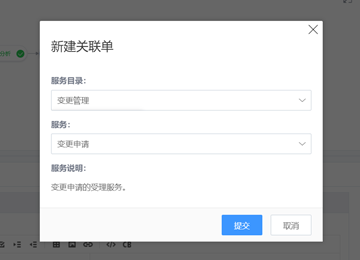 新建关联单
服务目录：
变更管理
服务：
变更申请
服务说明：
变更申请的受理服务。
提交
取消